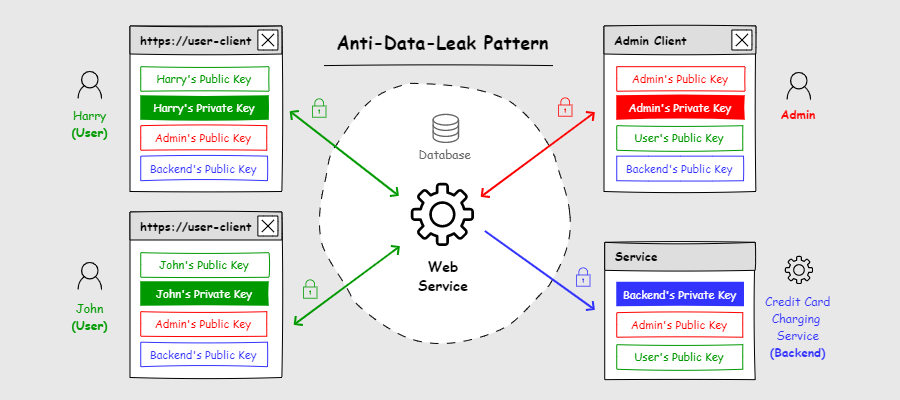 Anti-Data-Leak Pattern
https://user-client
Harry's Public Key
Harry's Private Key
Admin's Public Key
Backend's Public Key
Harry
(User)
https://user-client
John's Public Key
John's Private Key
Admin's Public Key
Backend's Public Key
John
(User)
Database
Web
Service
Admin Client
Admin's Public Key
Admin's Private Key
User's Public Key
Backend's Public Key
Admin
Service
Backend's Private Key
Admin's Public Key
User's Public Key
Credit Card
Charging
Service
(Backend)